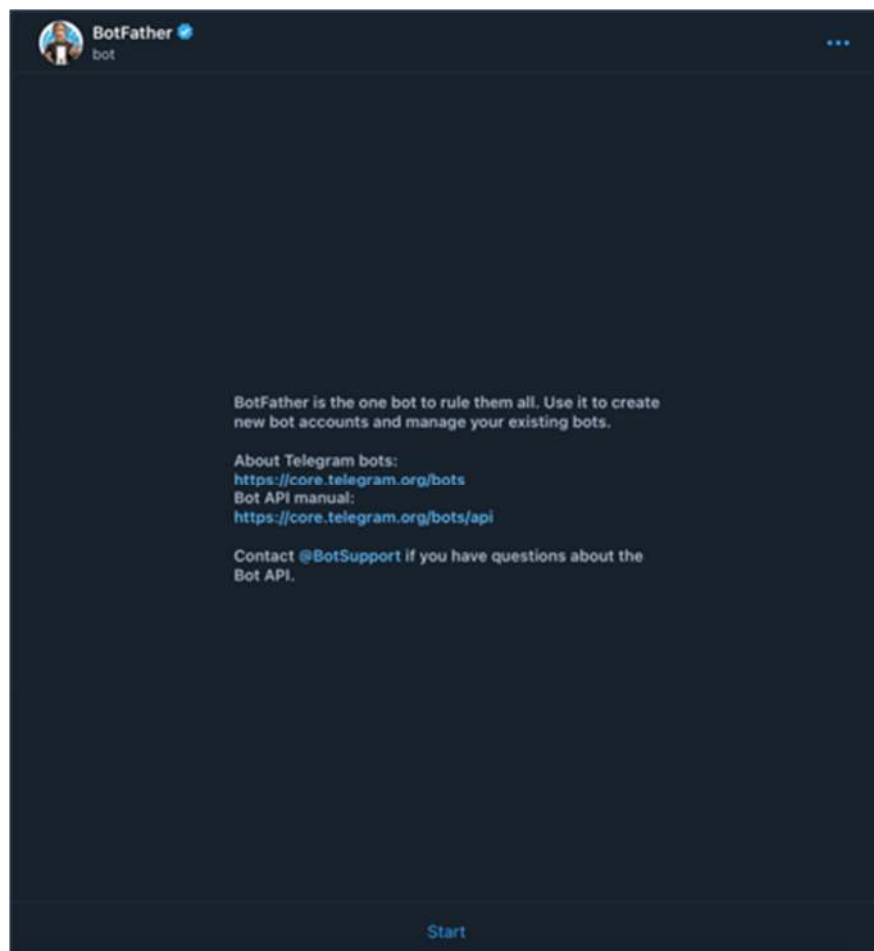 BotFather
bot
BotFather is the one bot to rule them all. Use it to create
new bot accounts and manage your existing bots.
About Telegram bots:
https://core.telegram.org/bots
Bot API manual:
https://core.telegram.org/bots/api
Contact @BotSupport if you have questions about the
Bot API.
Start